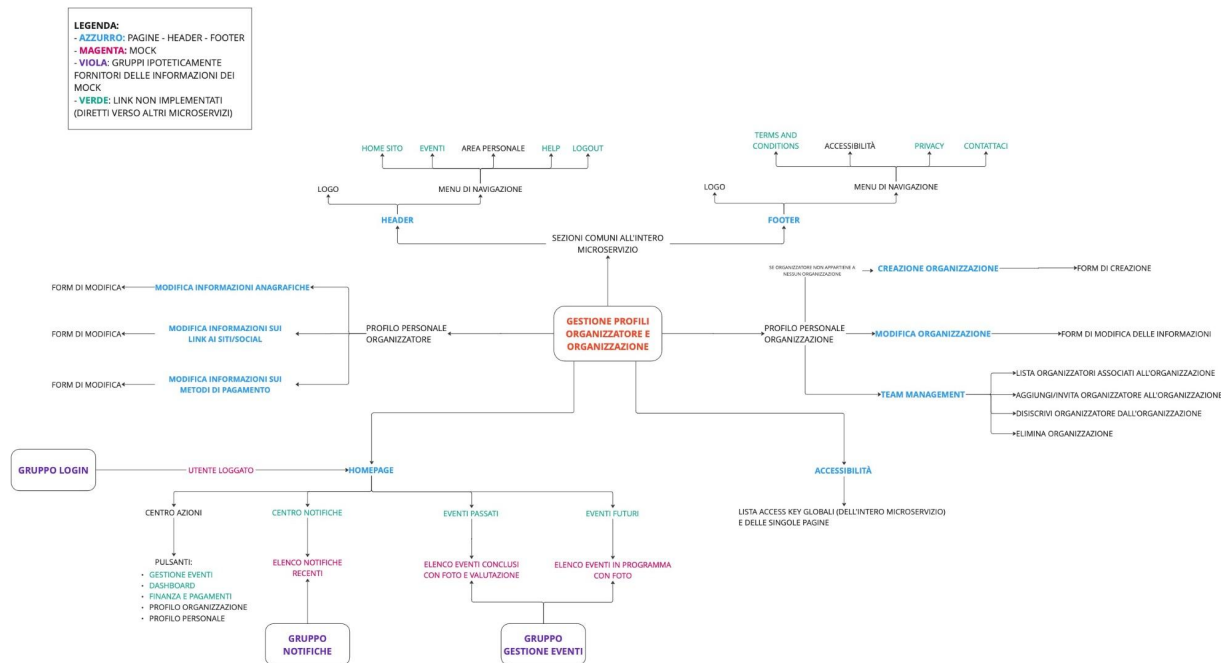 LEGENDA:
- AZZURRO: PAGINE - HEADER - FOOTER
- MAGENTA: MOCK
- VIOLA: GRUPPI IPOTETICAMENTE
FORNITORI DELLE INFORMAZIONI DEI
MOCK
- VERDE: LINK NON IMPLEMENTATI
(DIRETTI VERSO ALTRI MICROSERVIZI)
HOME SITO
EVENTI
AREA PERSONALE
HELP
LOGOUT
LOGO
MENU DI NAVIGAZIONE
HEADER
TERMS AND
CONDITIONS
ACCESSIBILITÀ
PRIVACY
CONTATTACI
LOGO
MENU DI NAVIGAZIONE
FOOTER
SEZIONI COMUNI ALL'INTERO
MICROSERVIZIO
GESTIONE PROFILI
ORGANIZZATORE E
ORGANIZZAZIONE
PROFILO PERSONALE
ORGANIZZATORE
MODIFICA INFORMAZIONI ANAGRAFICHE
FORM DI MODIFICA
MODIFICA INFORMAZIONI SUI
LINK AI SITI/SOCIAL
FORM DI MODIFICA
MODIFICA INFORMAZIONI SUI
METODI DI PAGAMENTO
FORM DI MODIFICA
PROFILO PERSONALE
ORGANIZZAZIONE
SE ORGANIZZATORE NON APPARTIENE A
NESSUN ORGANIZZAZIONE
CREAZIONE ORGANIZZAZIONE
FORM DI CREAZIONE
MODIFICA ORGANIZZAZIONE
FORM DI MODIFICA DELLE INFORMAZIONI
TEAM MANAGEMENT
LISTA ORGANIZZATORI ASSOCIATI ALL'ORGANIZZAZIONE
AGGIUNGI/INVITA ORGANIZZATORE ALL'ORGANIZZAZIONE
DISISCRIVI ORGANIZZATORE DALL'ORGANIZZAZIONE
ELIMINA ORGANIZZAZIONE
GRUPPO LOGIN
UTENTE LOGGATO
HOMEPAGE
ACCESSIBILITÀ
LISTA ACCESS KEY GLOBALI (DELL'INTERO MICROSERVIZIO)
E DELLE SINGOLE PAGINE
CENTRO AZIONI
CENTRO NOTIFICHE
EVENTI PASSATI
EVENTI FUTURI
PULSANTI:
• GESTIONE EVENTI
• DASHBOARD
• FINANZA E PAGAMENTI
• PROFILO ORGANIZZAZIONE
• PROFILO PERSONALE
ELENCO NOTIFICHE
RECENTI
ELENCO EVENTI CONCLUSI
CON FOTO E VALUTAZIONE
ELENCO EVENTI IN PROGRAMMA
CON FOTO
GRUPPO
NOTIFICHE
GRUPPO
GESTIONE EVENTI